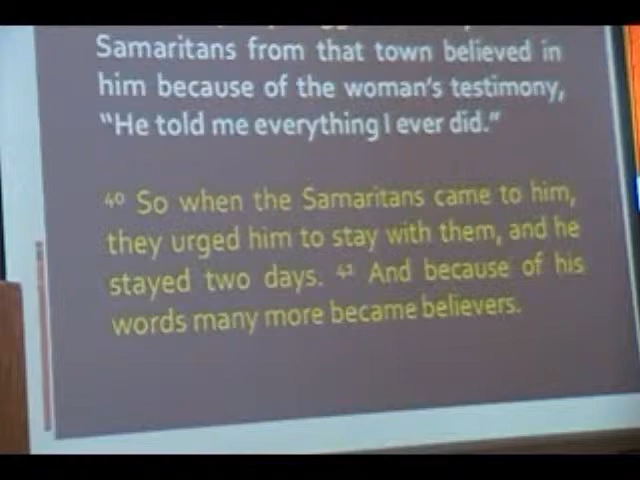 Samaritans from that town believed in
him because of the woman's testimony,
"He told me everything I ever did."
40 So when the Samaritans came to him,
they urged him to stay with them, and he
stayed two days. 41 And because of his
words many more became believers.